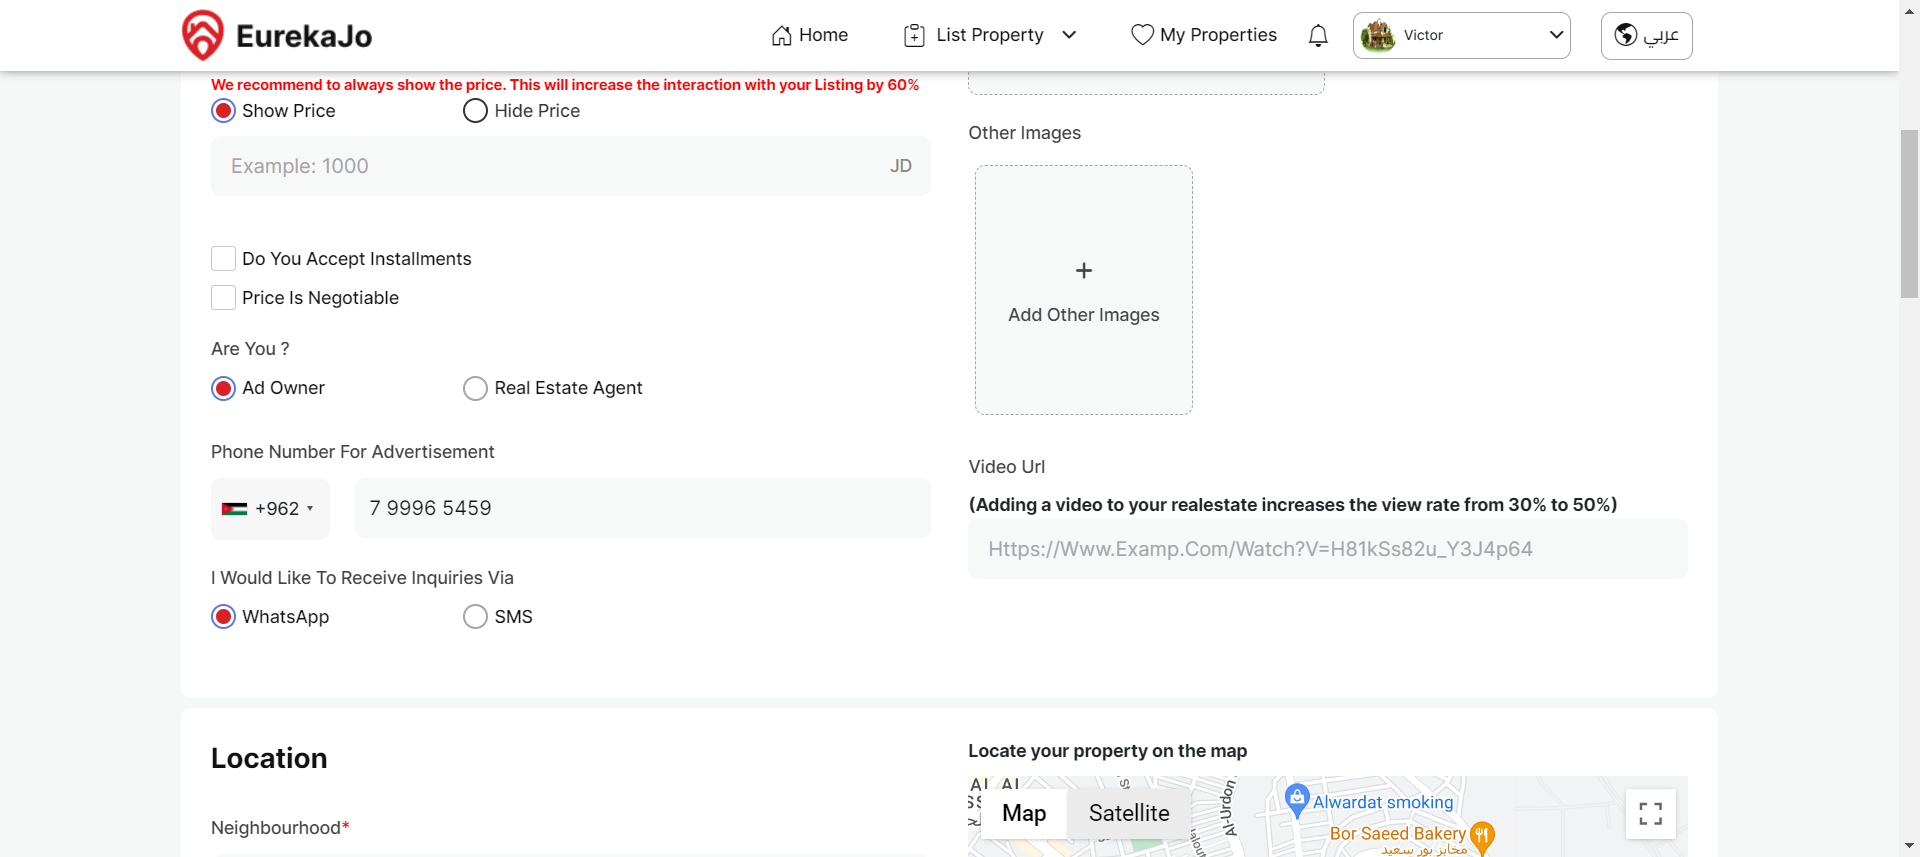 EurekaJo
Home
List Property
My Properties
Victor
عربي
We recommend to always show the price. This will increase the interaction with your Listing by 60%
Show Price
Hide Price
Example: 1000
JD
Do You Accept Installments
Price Is Negotiable
Are You ?
Ad Owner
Real Estate Agent
Phone Number For Advertisement
+962
7 9996 5459
I Would Like To Receive Inquiries Via
WhatsApp
SMS
Other Images
+
Add Other Images
Video Url
(Adding a video to your realestate increases the view rate from 30% to 50%)
Https://Www.Examp.Com/Watch?V=H81kSs82u_Y3J4p64
Location
Neighbourhood*
Locate your property on the map
Map
Satellite
Al-Urdon
Alwardat smoking
Bor Saeed Bakery
مخابز بور سعيد